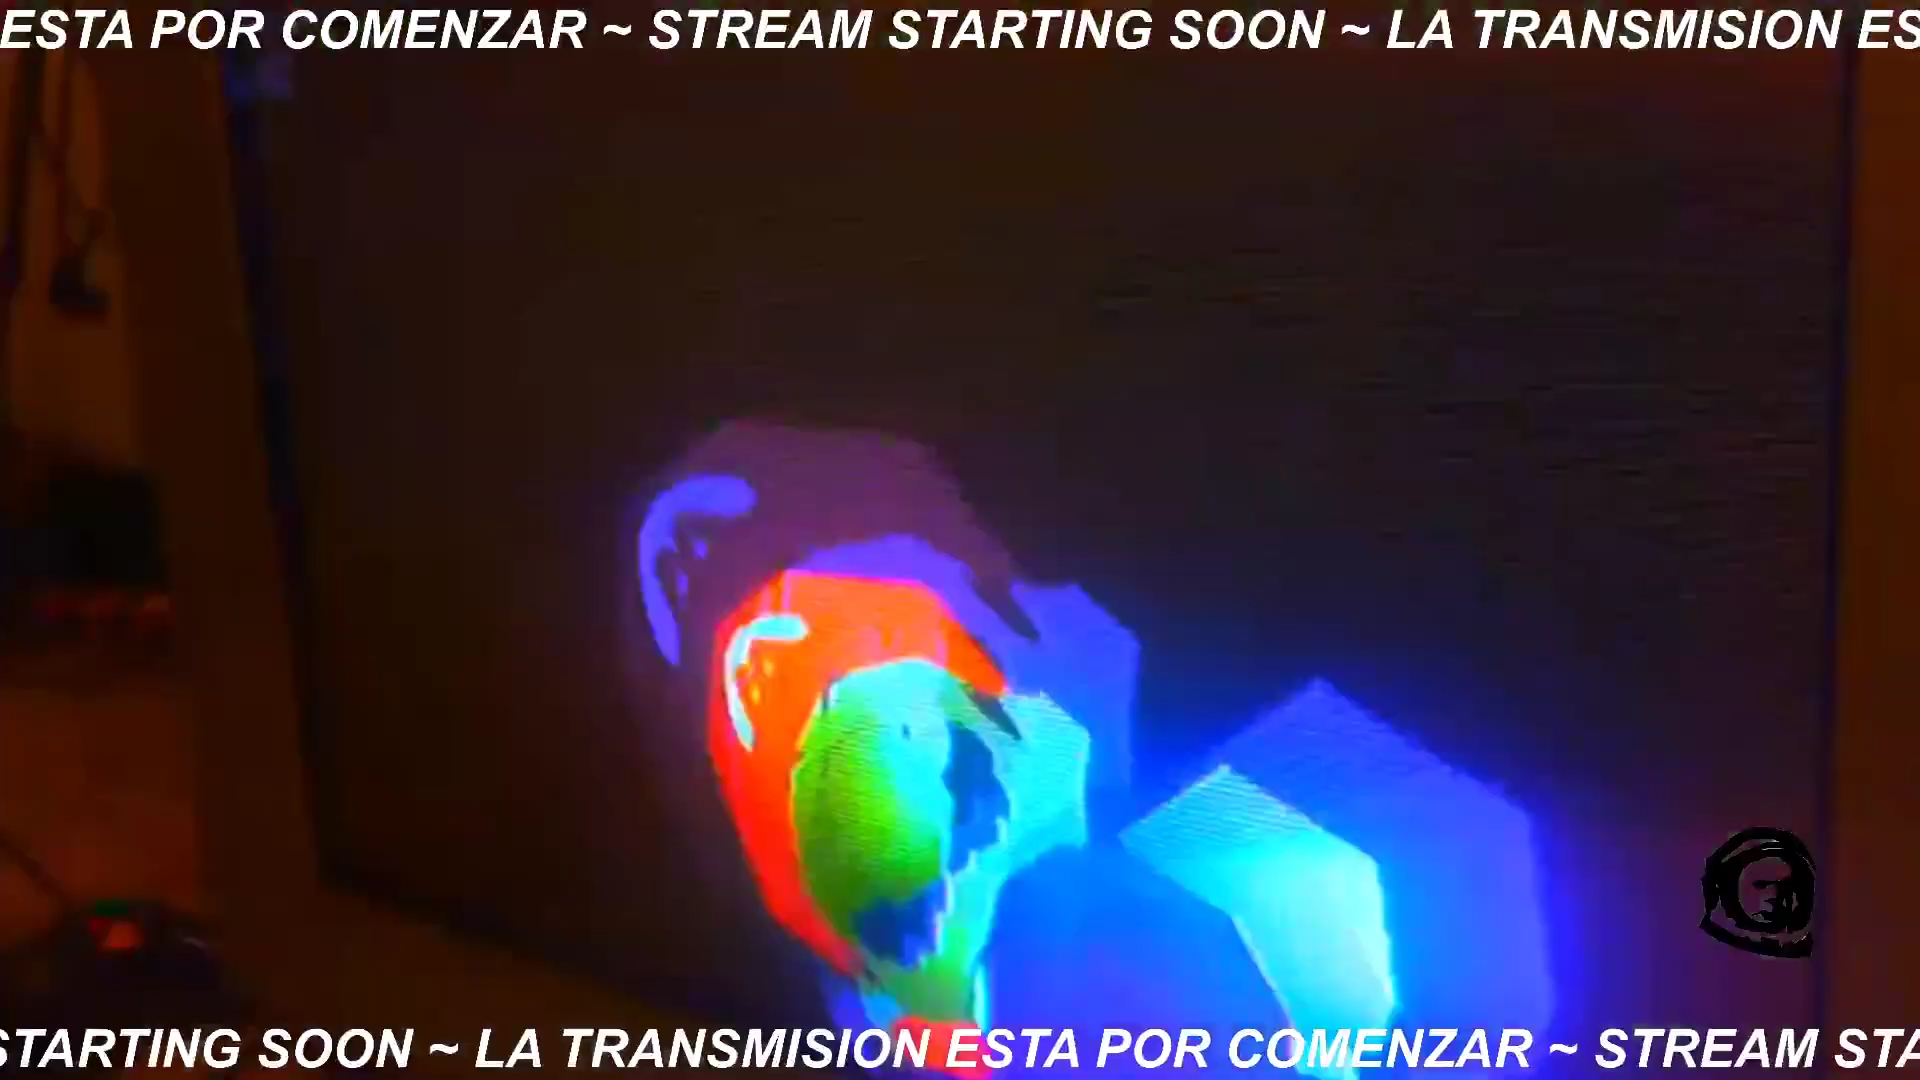 ESTA POR COMENZAR ~ STREAM STARTING SOON ~ LA TRANSMISION ES
STARTING SOON ~ LA TRANSMISION ESTA POR COMENZAR ~ STREAM STA